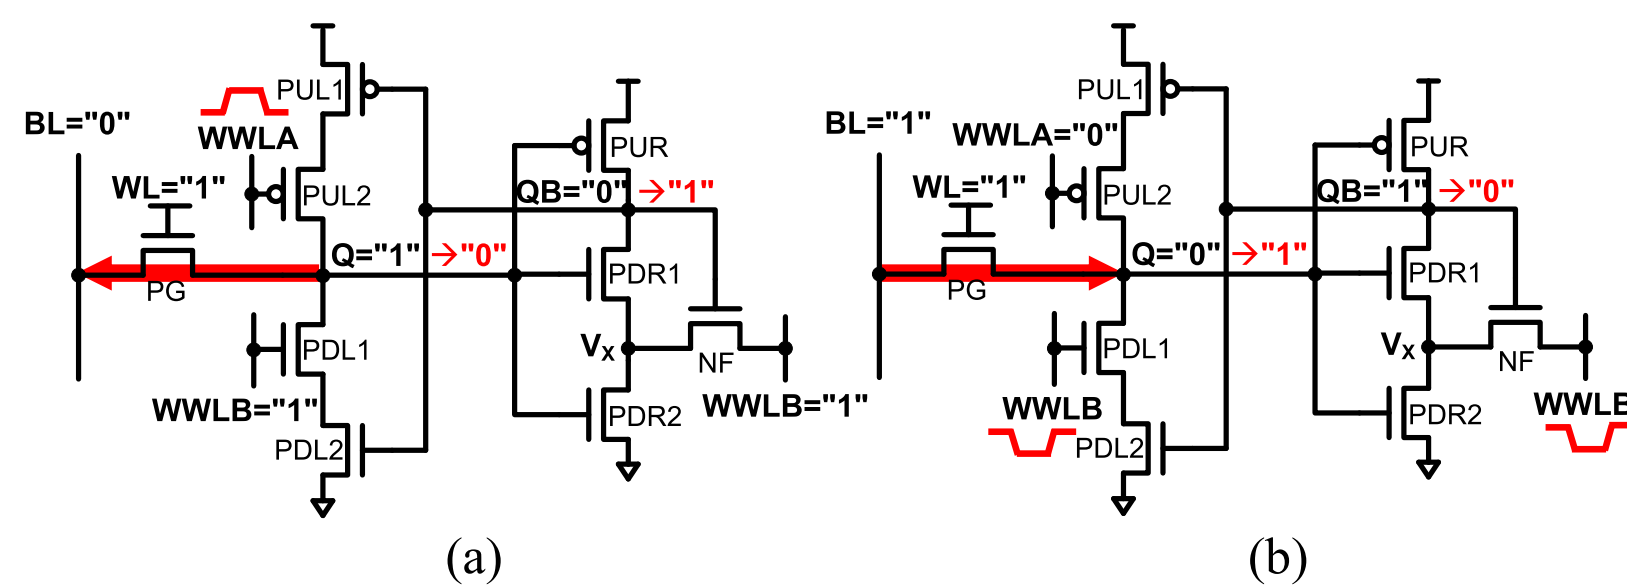 PUL1
BL="0"
WWLA
PUR
WL="1"
PUL2
QB="0" →"1"
Q="1" →"0"
PG
PDR1
PDL1
VX
NF
WWLB="1"
WWLB="1"
PDR2
PDL2
(a)
PUL1
BL="1"
WWLA="0"
PUR
WL="1"
PUL2
QB="1" →"0"
Q="0" →"1"
PG
PDR1
PDL1
VX
NF
WWLB
WWLB
PDR2
PDL2
(b)